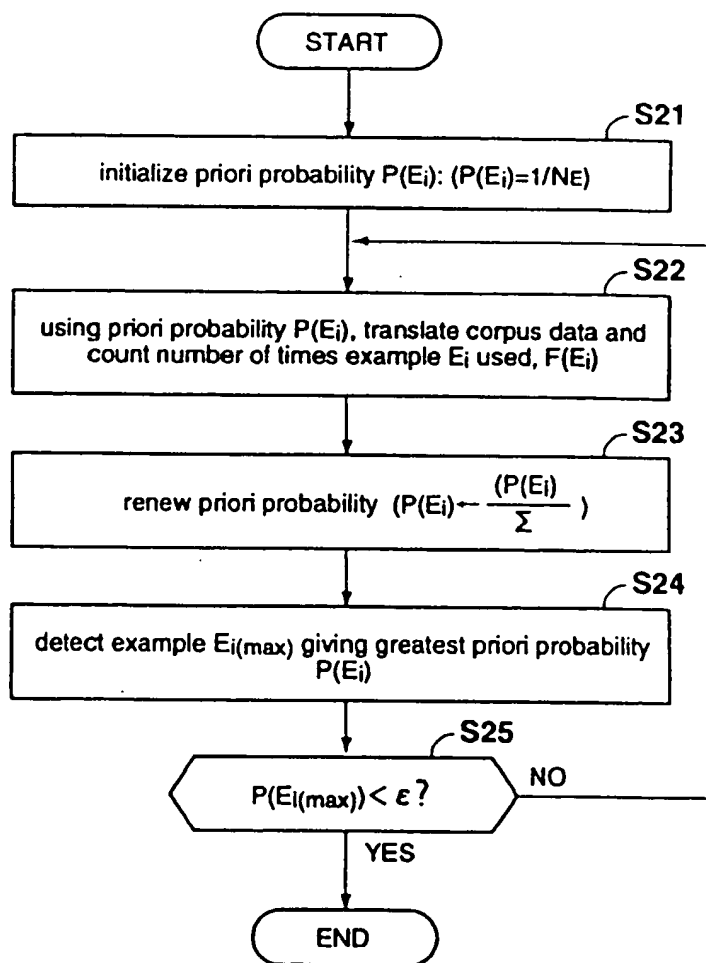 START
S21
initialize priori probability P(Ei): (P(Ei)=1/NE)
S22
using priori probability P(Ei), translate corpus data and
count number of times example Ei used, F(Ei)
S23
renew priori probability (P(Ei)← (P(Ei) / Σ )
S24
detect example Ei(max) giving greatest priori probability
P(Ei)
S25
P(Ei(max)) < ε?
NO
YES
END